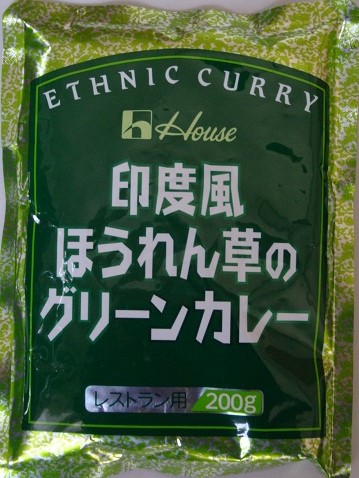 ETHNIC CURRY
House
印度風
ほうれん草の
グリーンカレー
レストラン用 200g